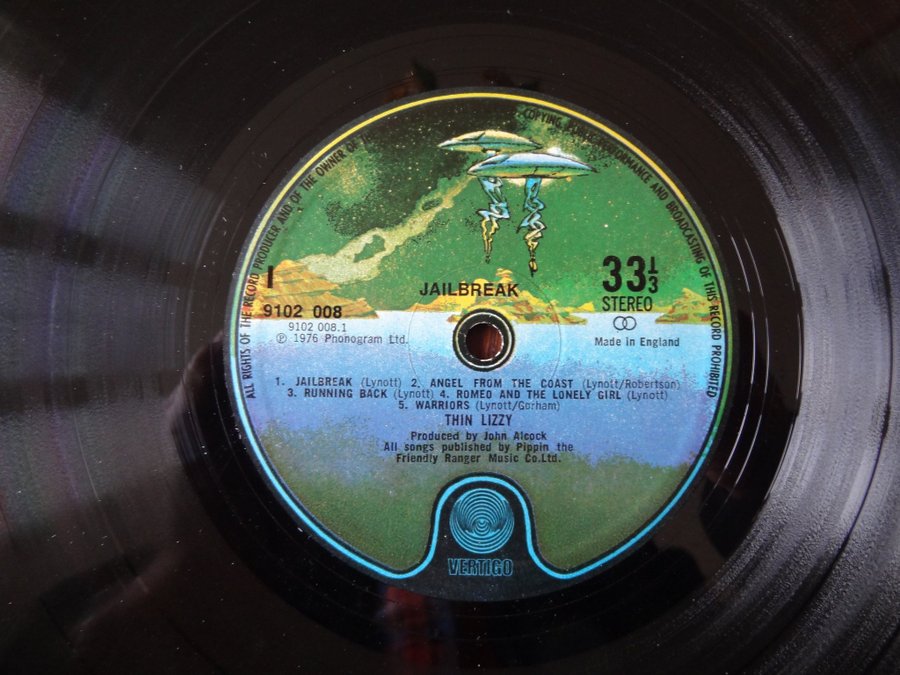 ALL RIGHTS OF THE RECORD PRODUCER AND OF THE OWNER OF
COPYING, PUBLIC PERFORMANCE AND BROADCASTING OF THIS RECORD PROHIBITED
1
JAILBREAK
33⅓
STEREO
9102 008
9102 008.1
℗ 1976 Phonogram Ltd.
Made in England
1. JAILBREAK (Lynott) 2. ANGEL FROM THE COAST (Lynott/Robertson)
3. RUNNING BACK (Lynott) 4. ROMEO AND THE LONELY GIRL (Lynott)
5. WARRIORS (Lynott/Gorham)
THIN LIZZY
Produced by John Alcock
All songs published by Pippin the
Friendly Ranger Music Co.Ltd.
VERTIGO